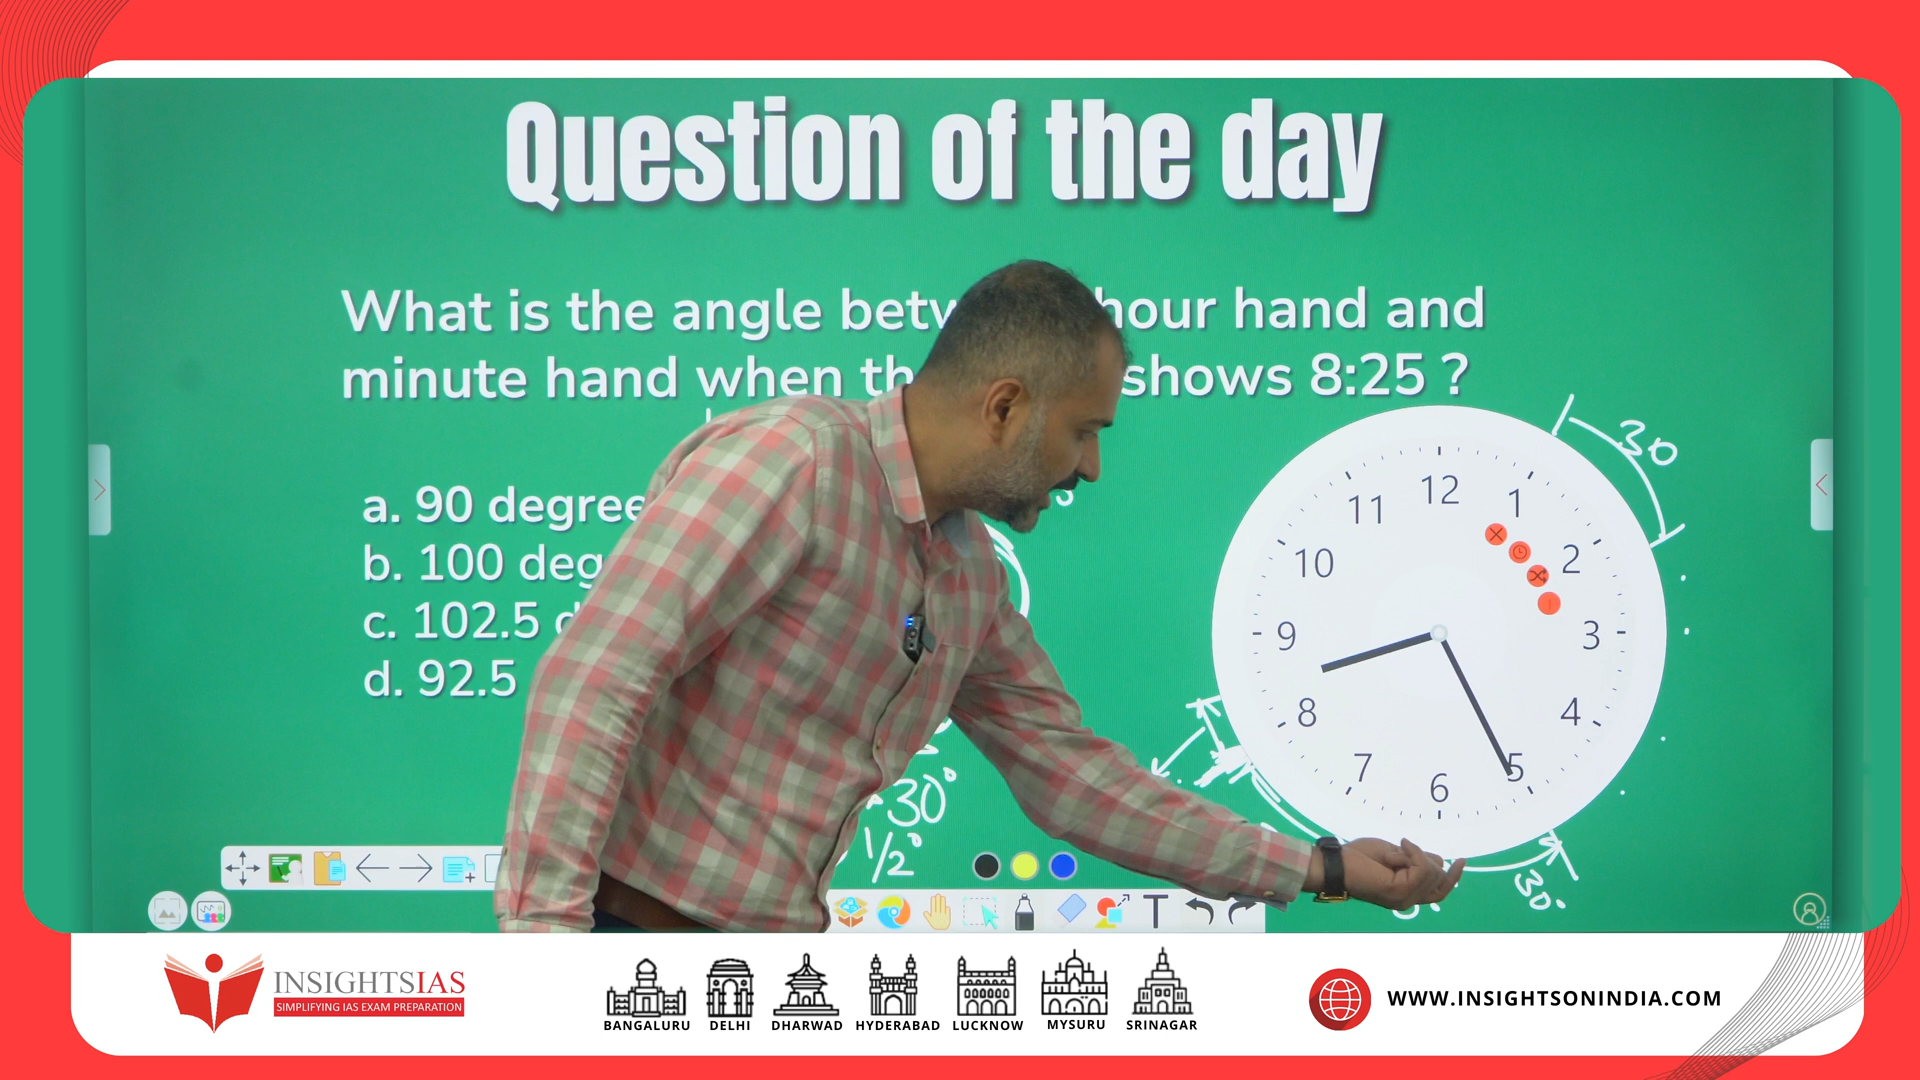 Question of the day
What is the angle betw hour hand and
minute hand when th shows 8:25 ?
a. 90 degree
b. 100 deg
c. 102.5 d
d. 92.5
30
12
11
1
10
2
9
3
8
4
7
5
6
30°
1/2°
30°
T
INSIGHTSIAS
SIMPLIFYING IAS EXAM PREPARATION
BANGALURU DELHI DHARWAD HYDERABAD LUCKNOW MYSURU SRINAGAR
WWW.INSIGHTSONINDIA.COM